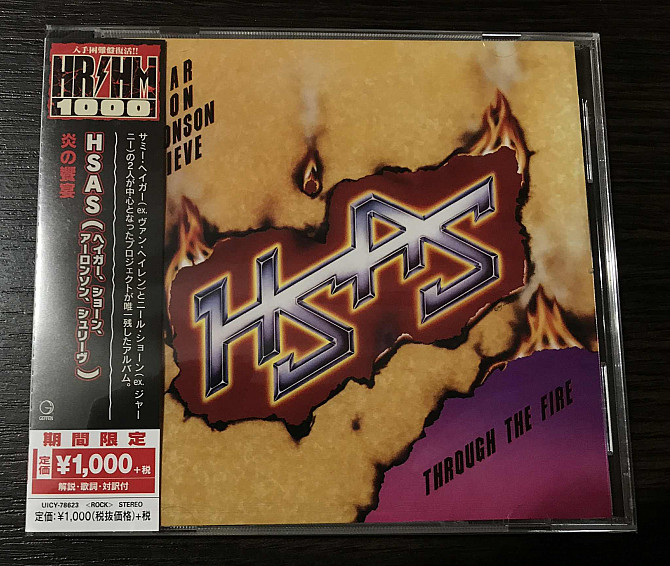 入手困難盤復活!!
HR/HM
1000
サミー・ヘイガー(ex. ヴァン・ヘイレン)とニール・ショーン(ex. ジャー
ニー)の2人が中心となったプロジェクトが唯一残したアルバム。
HSAS(ヘイガー、ショーン、
アーロンソン、シュリーヴ)
炎の饗宴
GEFFEN
期間限定
定価 ¥1,000 +税
解説・歌詞・対訳付
UICY-78623 <ROCK> STEREO
定価:¥1,000(税抜価格)+税
AR
ON
ONSON
IEVE
HSAS
THROUGH THE FIRE